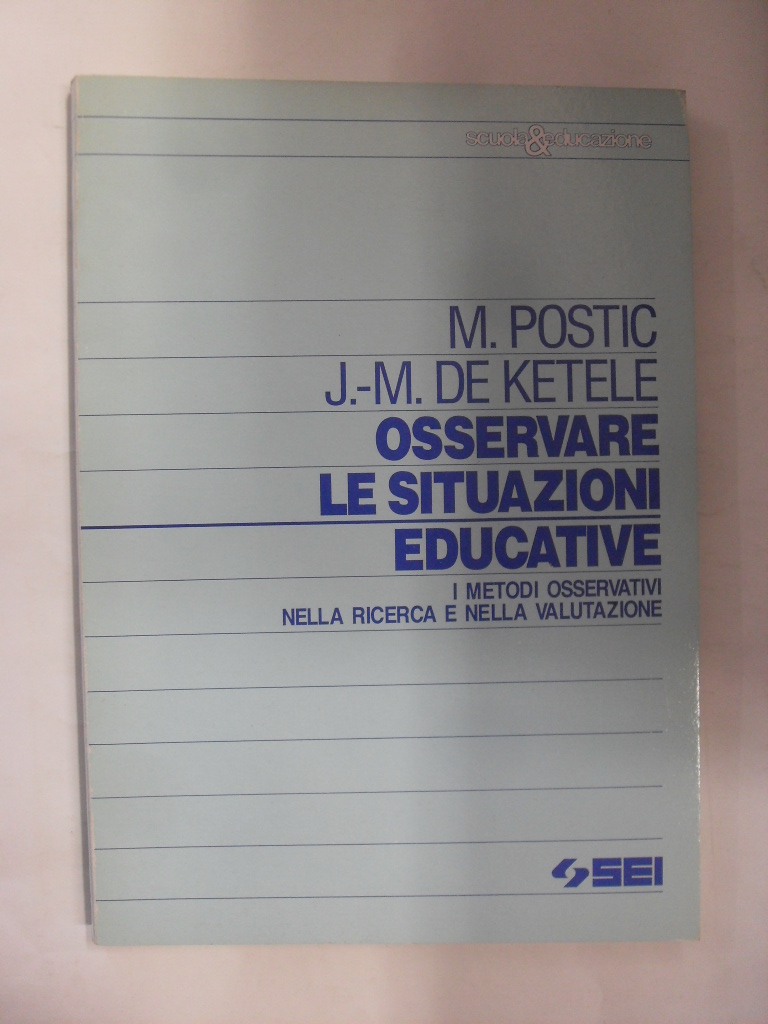 scuola&educazione
M. POSTIC
J.-M. DE KETELE
OSSERVARE
LE SITUAZIONI
EDUCATIVE
I METODI OSSERVATIVI
NELLA RICERCA E NELLA VALUTAZIONE
SEI